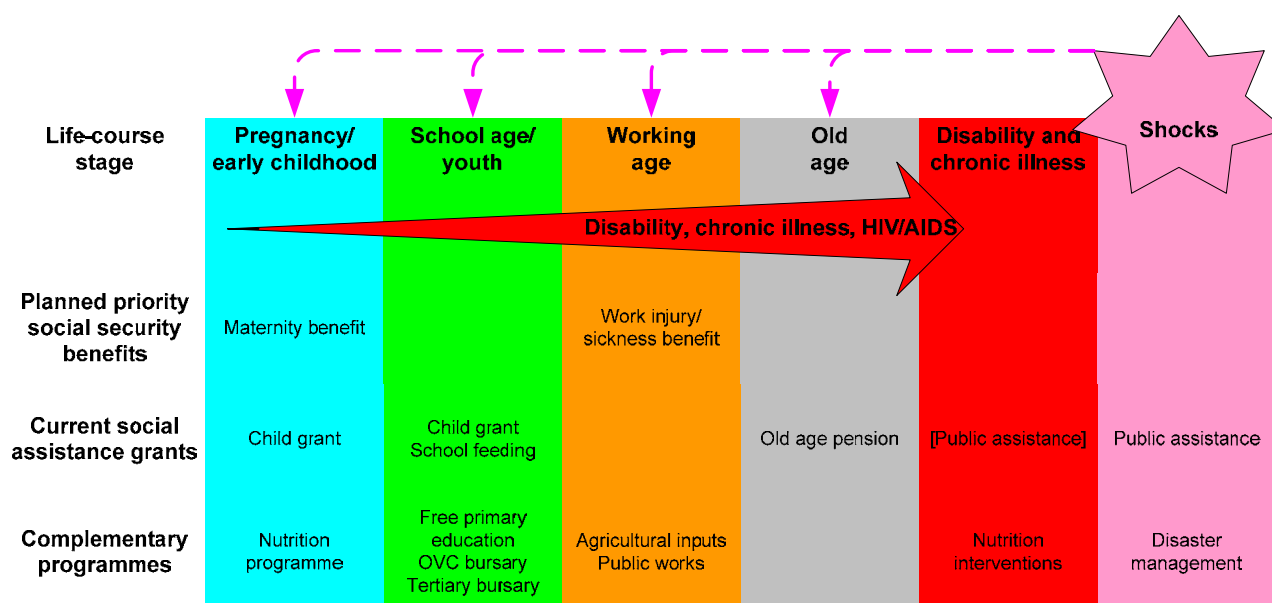 Life-course
stage
Pregnancy/
early childhood
School age/
youth
Working
age
Old
age
Disability and
chronic illness
Shocks
Disability, chronic illness, HIV/AIDS
Planned priority
social security
benefits
Maternity benefit
Work injury/
sickness benefit
Current social
assistance grants
Child grant
Child grant
School feeding
Old age pension
[Public assistance]
Public assistance
Complementary
programmes
Nutrition
programme
Free primary
education
OVC bursary
Tertiary bursary
Agricultural inputs
Public works
Nutrition
interventions
Disaster
management